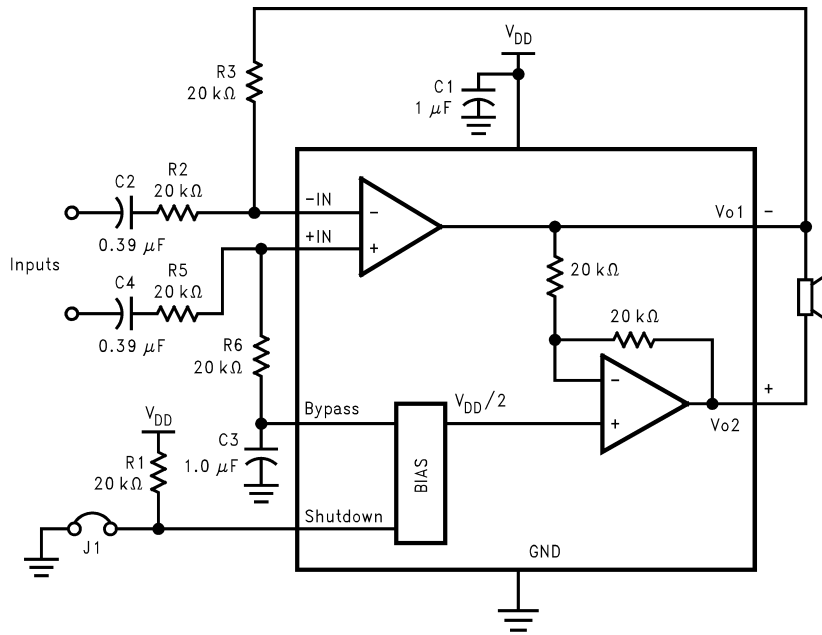 V_DD
R3
20 kΩ
C1
1 µF
C2
R2
20 kΩ
0.39 µF
-IN
-
Vo1
-
+IN
+
Inputs
C4
R5
20 kΩ
0.39 µF
20 kΩ
20 kΩ
R6
20 kΩ
-
+
V_DD
Bypass
V_DD/2
+
Vo2
C3
1.0 µF
R1
20 kΩ
BIAS
Shutdown
J1
GND